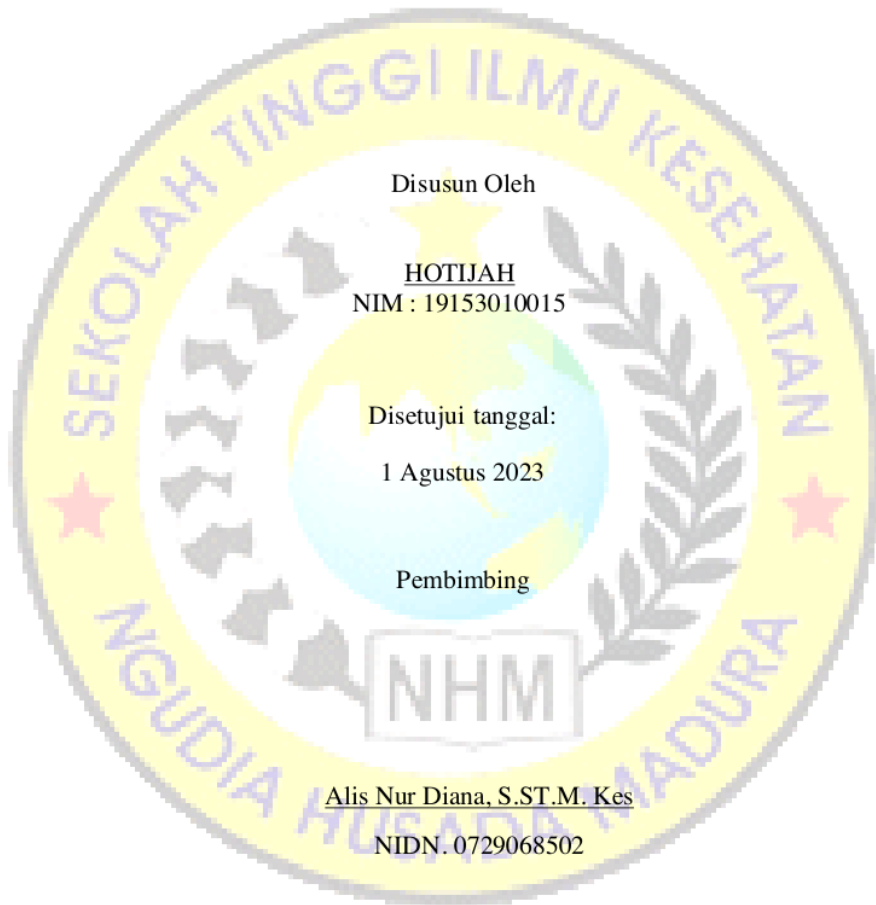 SEKOLAH TINGGI ILMU KESEHATAN
Disusun Oleh
HOTIJAH
NIM : 19153010015
Disetujui tanggal:
1 Agustus 2023
Pembimbing
NHM
Alis Nur Diana, S.ST.M. Kes
NIDN. 0729068502
NGUDIA HUSADA MADURA